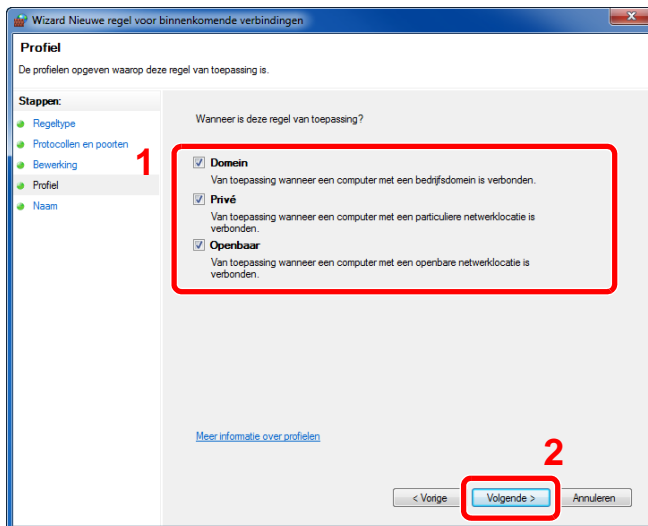 Wizard Nieuwe regel voor binnenkomende verbindingen
Profiel
De profielen opgeven waarop deze regel van toepassing is.
Stappen:
Regeltype
Protocollen en poorten
Bewerking
Profiel
Naam
1
Wanneer is deze regel van toepassing?
Domein
Van toepassing wanneer een computer met een bedrijfsdomein is verbonden.
Privé
Van toepassing wanneer een computer met een particuliere netwerklocatie is
verbonden.
Openbaar
Van toepassing wanneer een computer met een openbare netwerklocatie is
verbonden.
Meer informatie over profielen
2
< Vorige
Volgende >
Annuleren